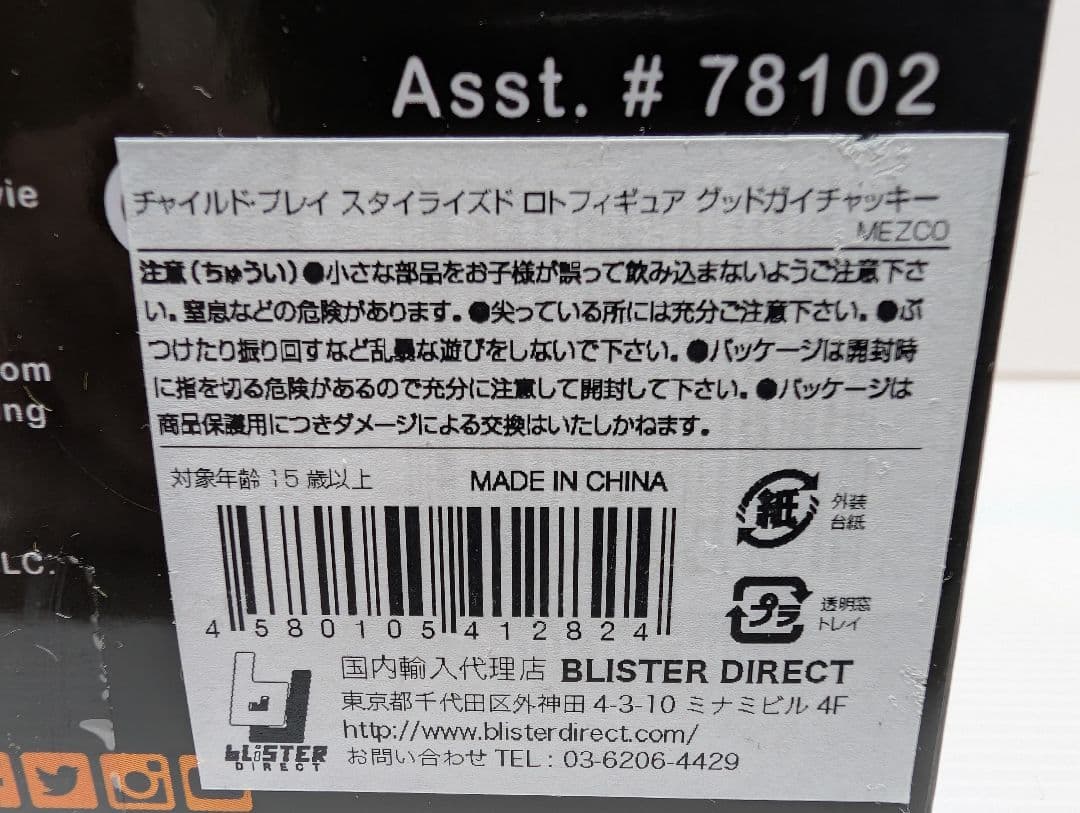 Asst. # 78102
vie
om
ng
LC.
チャイルド・プレイ スタイライズド ロトフィギュア グッドガイチャッキー
MEZCO
注意(ちゅうい)●小さな部品をお子様が誤って飲み込まないようご注意下さ
い。窒息などの危険があります。●尖っている所には充分ご注意下さい。●ぶ
つけたり振り回すなど乱暴な遊びをしないで下さい。●パッケージは開封時
に指を切る危険があるので充分に注意して開封して下さい。●パッケージは
商品保護用につきダメージによる交換はいたしかねます。
対象年齢 15 歳以上
MADE IN CHINA
紙
外装
台紙
プラ
透明窓
トレイ
4 580105 412824
国内輸入代理店 BLISTER DIRECT
東京都千代田区外神田 4-3-10 ミナミビル 4F
http://www.blisterdirect.com/
お問い合わせ TEL : 03-6206-4429
BLiSTER
DIRECT